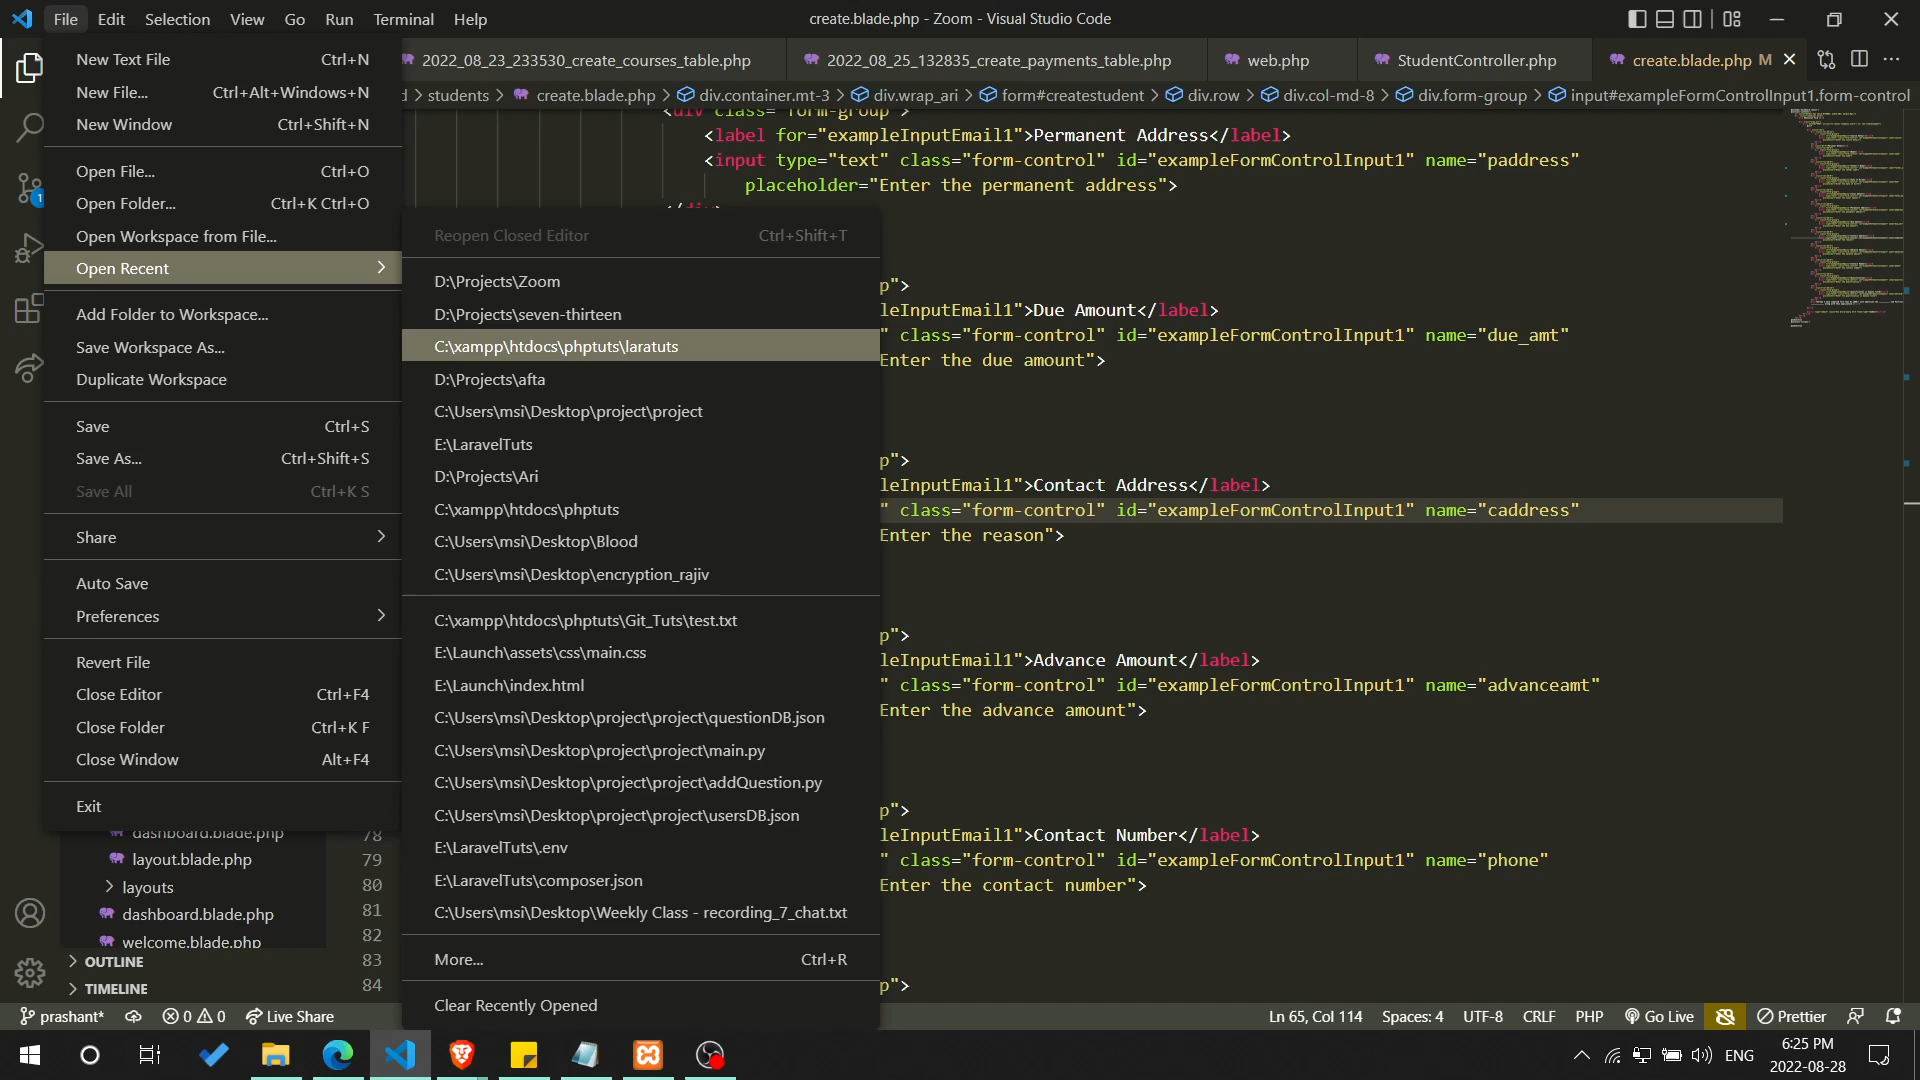 File Edit Selection View Go Run Terminal Help
create.blade.php - Zoom - Visual Studio Code
2022_08_23_233530_create_courses_table.php
2022_08_25_132835_create_payments_table.php
web.php
StudentController.php
create.blade.php M
d > students > create.blade.php > div.container.mt-3 > div.wrap_ari > form#createstudent > div.row > div.col-md-8 > div.form-group > input#exampleFormControlInput1.form-control
New Text File Ctrl+N
New File... Ctrl+Alt+Windows+N
New Window Ctrl+Shift+N
Open File... Ctrl+O
Open Folder... Ctrl+K Ctrl+O
Open Workspace from File...
Open Recent
Add Folder to Workspace...
Save Workspace As...
Duplicate Workspace
Save Ctrl+S
Save As... Ctrl+Shift+S
Save All Ctrl+K S
Share
Auto Save
Preferences
Revert File
Close Editor Ctrl+F4
Close Folder Ctrl+K F
Close Window Alt+F4
Exit
Reopen Closed Editor Ctrl+Shift+T
D:\Projects\Zoom
D:\Projects\seven-thirteen
C:\xampp\htdocs\phptuts\laratuts
D:\Projects\afta
C:\Users\msi\Desktop\project\project
E:\LaravelTuts
D:\Projects\Ari
C:\xampp\htdocs\phptuts
C:\Users\msi\Desktop\Blood
C:\Users\msi\Desktop\encryption_rajiv
C:\xampp\htdocs\phptuts\Git_Tuts\test.txt
E:\Launch\assets\css\main.css
E:\Launch\index.html
C:\Users\msi\Desktop\project\project\questionDB.json
C:\Users\msi\Desktop\project\project\main.py
C:\Users\msi\Desktop\project\project\addQuestion.py
C:\Users\msi\Desktop\project\project\usersDB.json
E:\LaravelTuts\.env
E:\LaravelTuts\composer.json
C:\Users\msi\Desktop\Weekly Class - recording_7_chat.txt
More... Ctrl+R
Clear Recently Opened
<div class="form-group">
<label for="exampleInputEmail1">Permanent Address</label>
<input type="text" class="form-control" id="exampleFormControlInput1" name="paddress"
placeholder="Enter the permanent address">
</div>
p">
leInputEmail1">Due Amount</label>
" class="form-control" id="exampleFormControlInput1" name="due_amt"
Enter the due amount">
p">
leInputEmail1">Contact Address</label>
" class="form-control" id="exampleFormControlInput1" name="caddress"
Enter the reason">
p">
leInputEmail1">Advance Amount</label>
" class="form-control" id="exampleFormControlInput1" name="advanceamt"
Enter the advance amount">
p">
leInputEmail1">Contact Number</label>
" class="form-control" id="exampleFormControlInput1" name="phone"
Enter the contact number">
p">
dashboard.blade.php
layout.blade.php
layouts
dashboard.blade.php
welcome.blade.php
OUTLINE
TIMELINE
78
79
80
81
82
83
84
1
prashant* 0 0 Live Share
Ln 65, Col 114 Spaces: 4 UTF-8 CRLF PHP Go Live Prettier
ENG
6:25 PM
2022-08-28